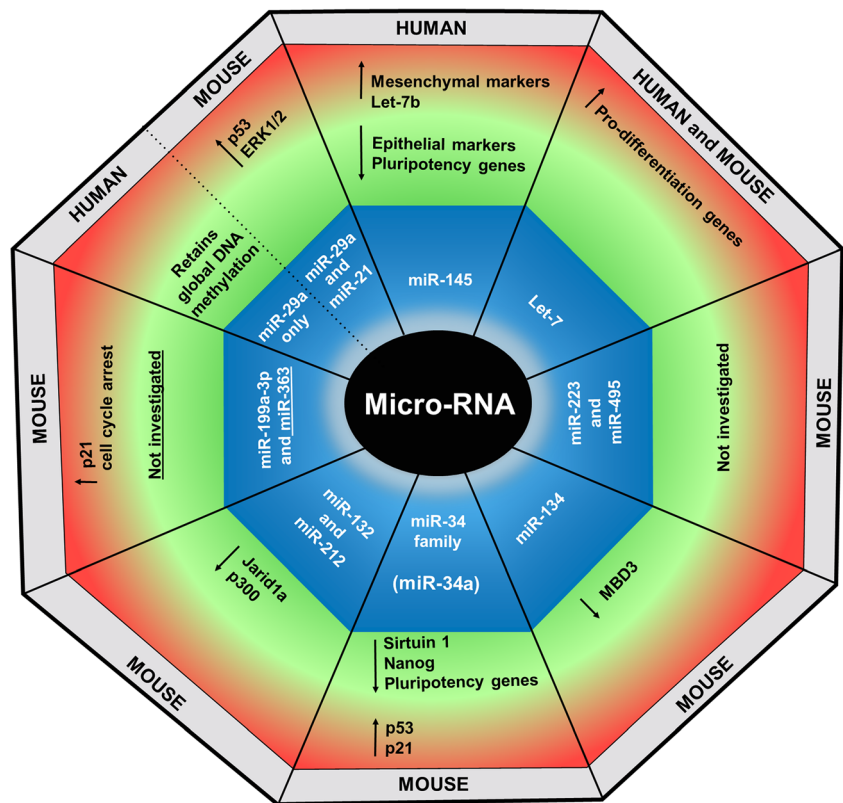 Micro-RNA
HUMAN
Mesenchymal markers
Let-7b
Epithelial markers
Pluripotency genes
miR-145
HUMAN and MOUSE
Pro-differentiation genes
Let-7
MOUSE
Not investigated
miR-223
and
miR-495
MOUSE
MBD3
miR-134
MOUSE
p53
p21
Sirtuin 1
Nanog
Pluripotency genes
miR-34
family
(miR-34a)
MOUSE
Jarid1a
p300
miR-132
and
miR-212
MOUSE
p21
cell cycle arrest
Not investigated
miR-199a-3p
and miR-363
HUMAN
Retains
global DNA
methylation
miR-29a
only
MOUSE
p53
ERK1/2
miR-29a
and
miR-21